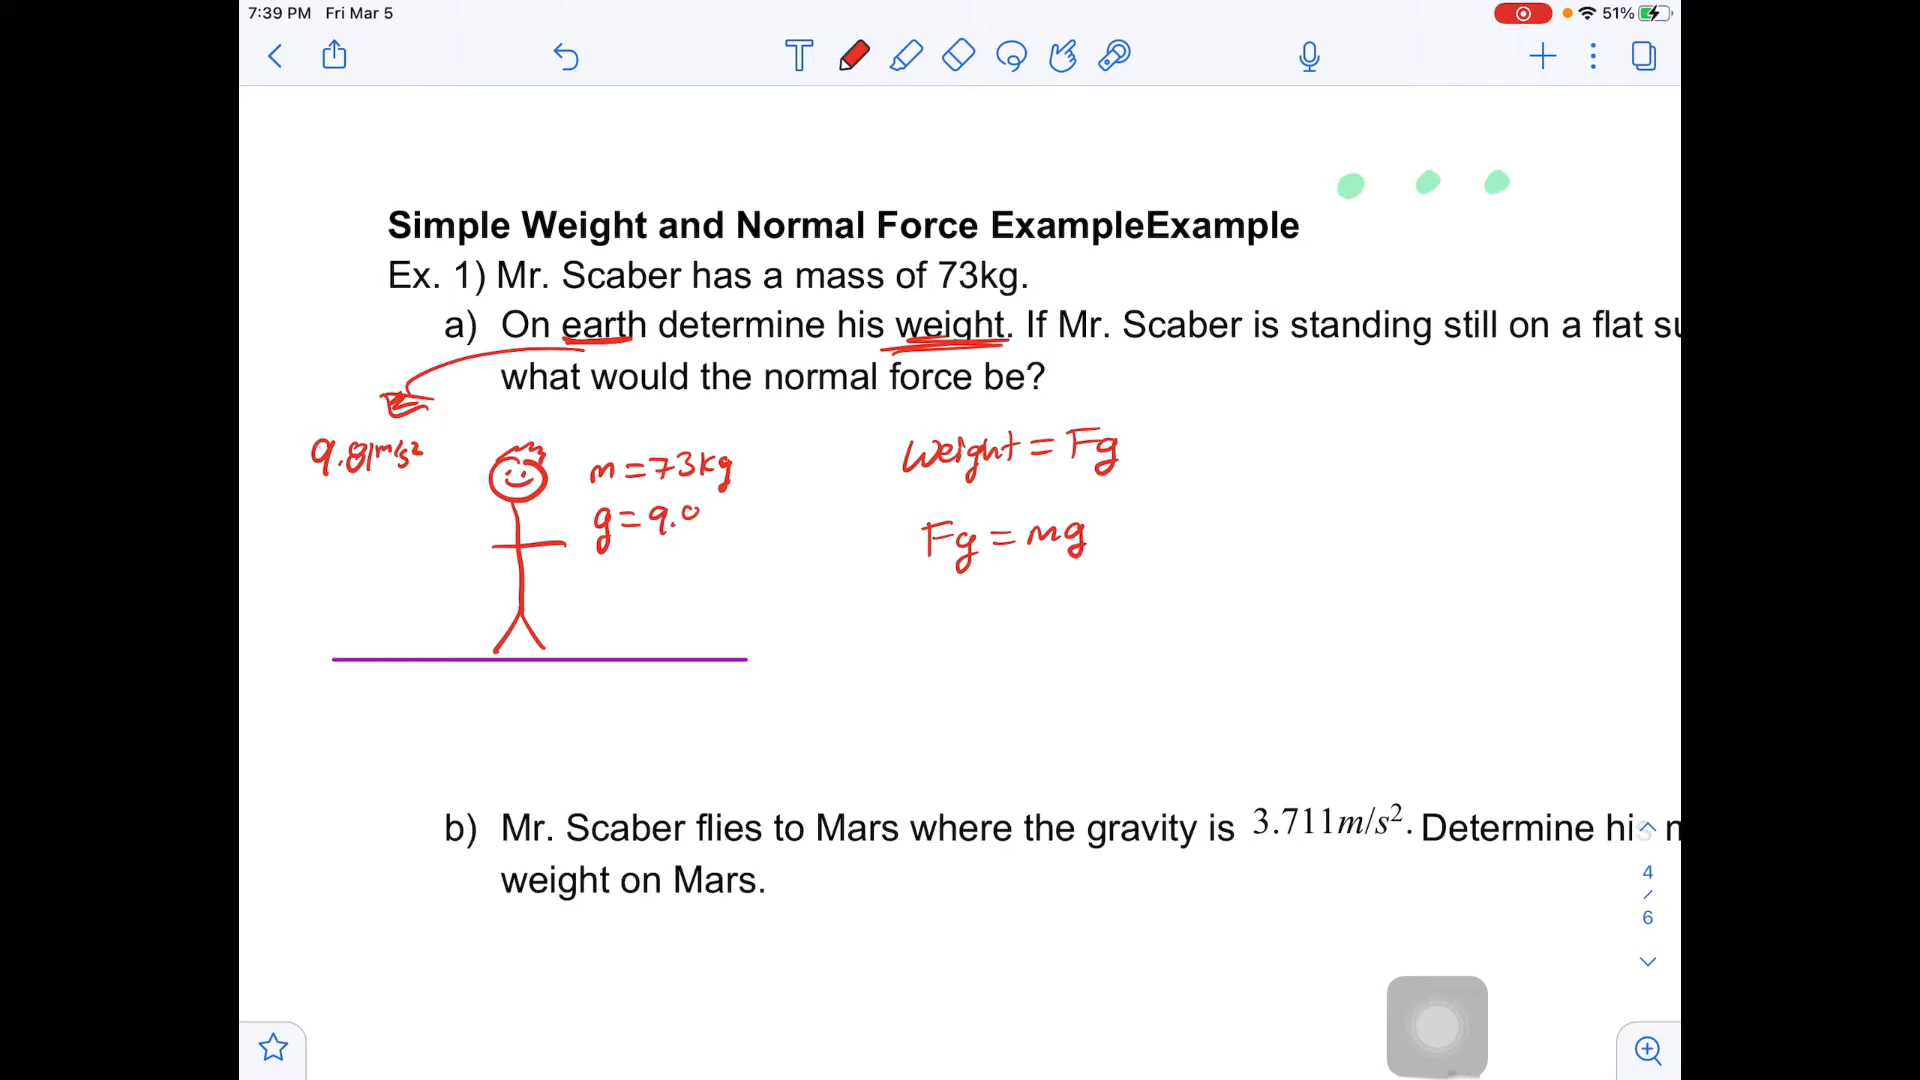 7:39 PM Fri Mar 5
51%
Simple Weight and Normal Force ExampleExample
Ex. 1) Mr. Scaber has a mass of 73kg.
a) On earth determine his weight. If Mr. Scaber is standing still on a flat su
what would the normal force be?
9.81m/s²
m = 73kg
g = 9.
Weight = Fg
Fg = mg
b) Mr. Scaber flies to Mars where the gravity is 3.711m/s². Determine his
weight on Mars.
4
/
6